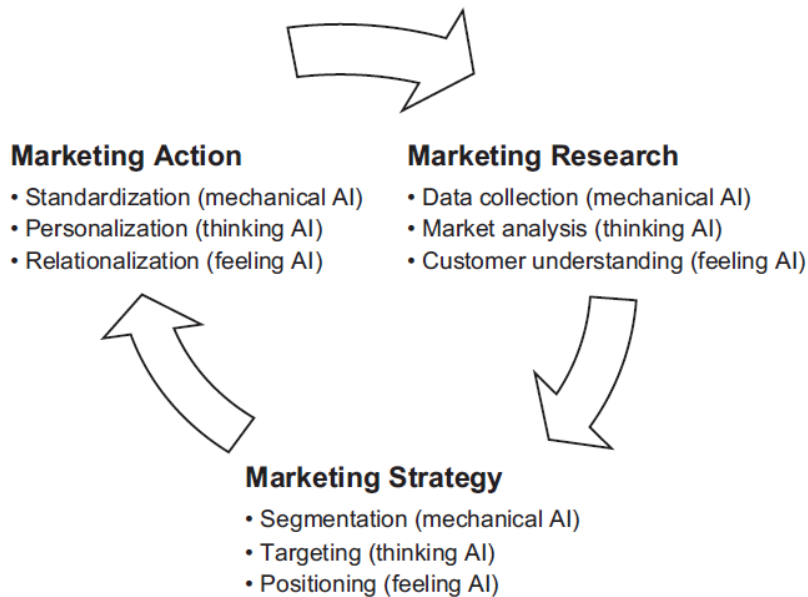 Marketing Action
• Standardization (mechanical AI)
• Personalization (thinking AI)
• Relationalization (feeling AI)
Marketing Research
• Data collection (mechanical AI)
• Market analysis (thinking AI)
• Customer understanding (feeling AI)
Marketing Strategy
• Segmentation (mechanical AI)
• Targeting (thinking AI)
• Positioning (feeling AI)